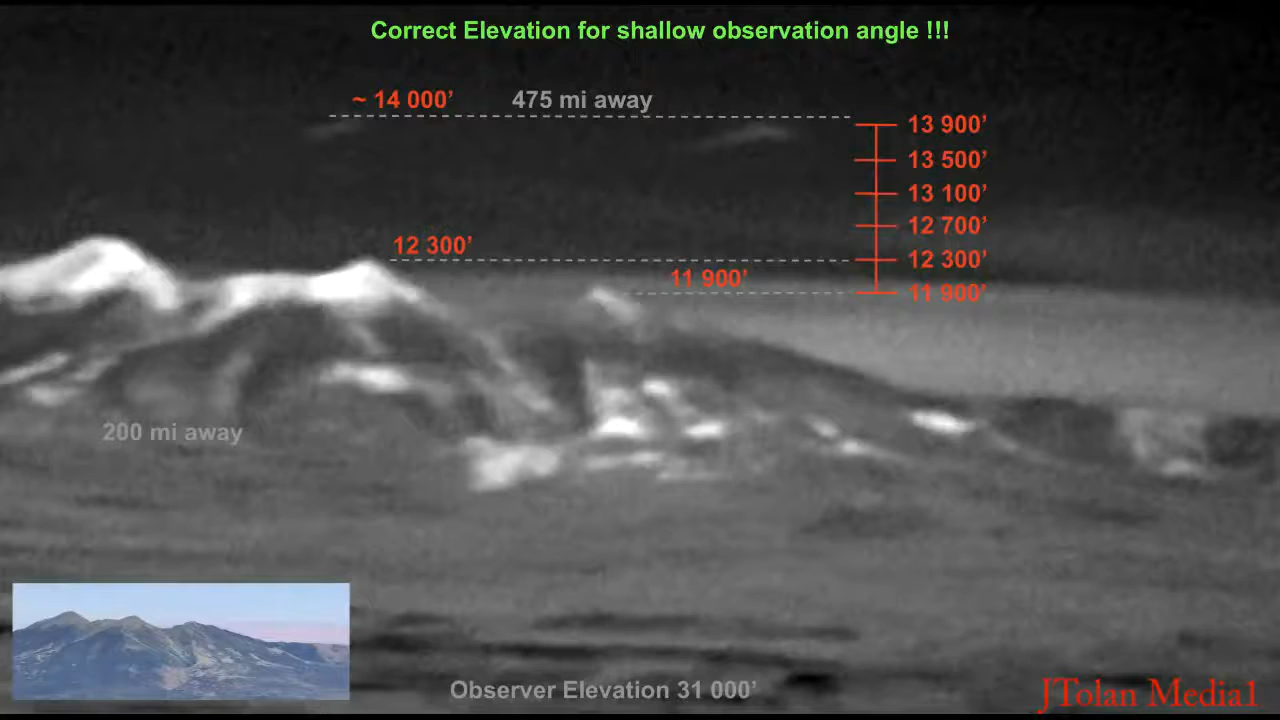 Correct Elevation for shallow observation angle !!!
~ 14 000’ 475 mi away
13 900’
13 500’
13 100’
12 700’
12 300’ 12 300’
11 900’ 11 900’
200 mi away
Observer Elevation 31 000’
JTolan Media1